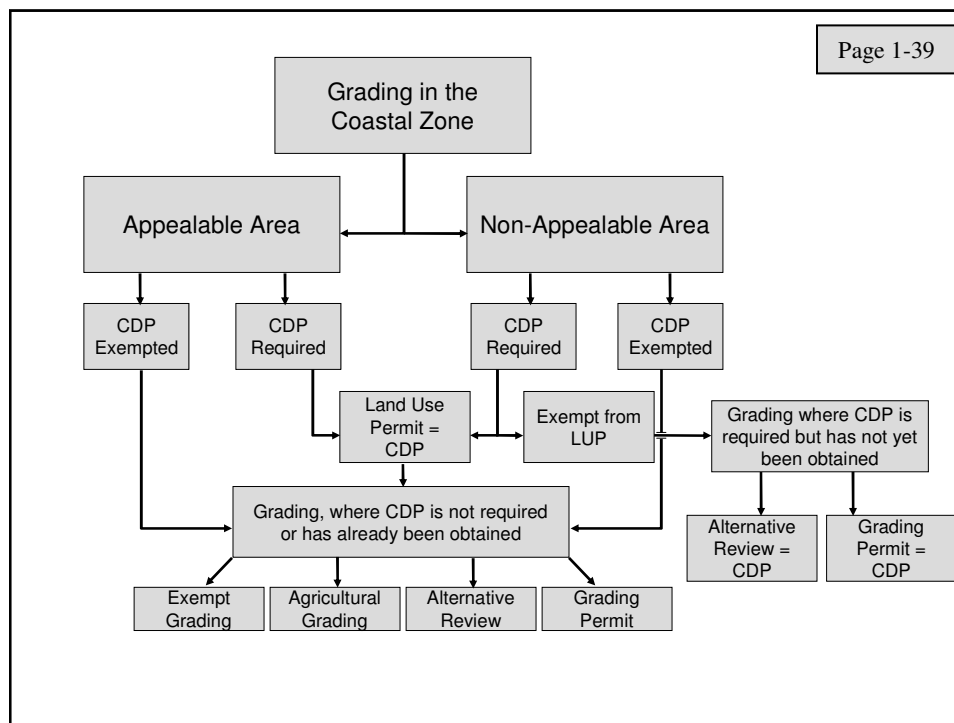 Page 1-39
Grading in the
Coastal Zone
Appealable Area
Non-Appealable Area
CDP
Exempted
CDP
Required
CDP
Required
CDP
Exempted
Land Use
Permit =
CDP
Exempt from
LUP
Grading where CDP is
required but has not yet
been obtained
Grading, where CDP is not required
or has already been obtained
Alternative
Review =
CDP
Grading
Permit =
CDP
Exempt
Grading
Agricultural
Grading
Alternative
Review
Grading
Permit